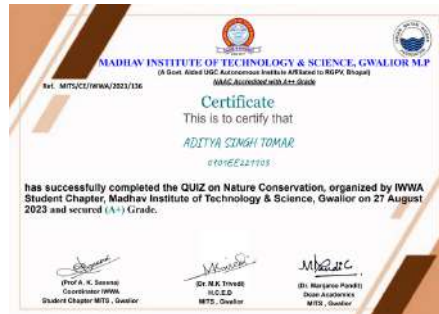 MADHAV INSTITUTE OF TECHNOLOGY & SCIENCE, GWALIOR M.P
(A Govt. Aided UGC Autonomous Institute Affiliated to RGPV, Bhopal)
NAAC Accredited with A++ Grade
Ref. MITS/CE/IWWA/2023/136
Certificate
This is to certify that
ADITYA SINGH TOMAR
has successfully completed the QUIZ on Nature Conservation, organized by IWWA
Student Chapter, Madhav Institute of Technology & Science, Gwalior on 27 August
2023 and secured (A+) Grade.
(Prof A. K. Saxena)
Coordinator IWWA
Student Chapter MITS , Gwalior
(Dr. M.K Trivedi)
H.C.E.D
MITS , Gwalior
(Dr. Manjaree Pandit)
Dean Academics
MITS , Gwalior